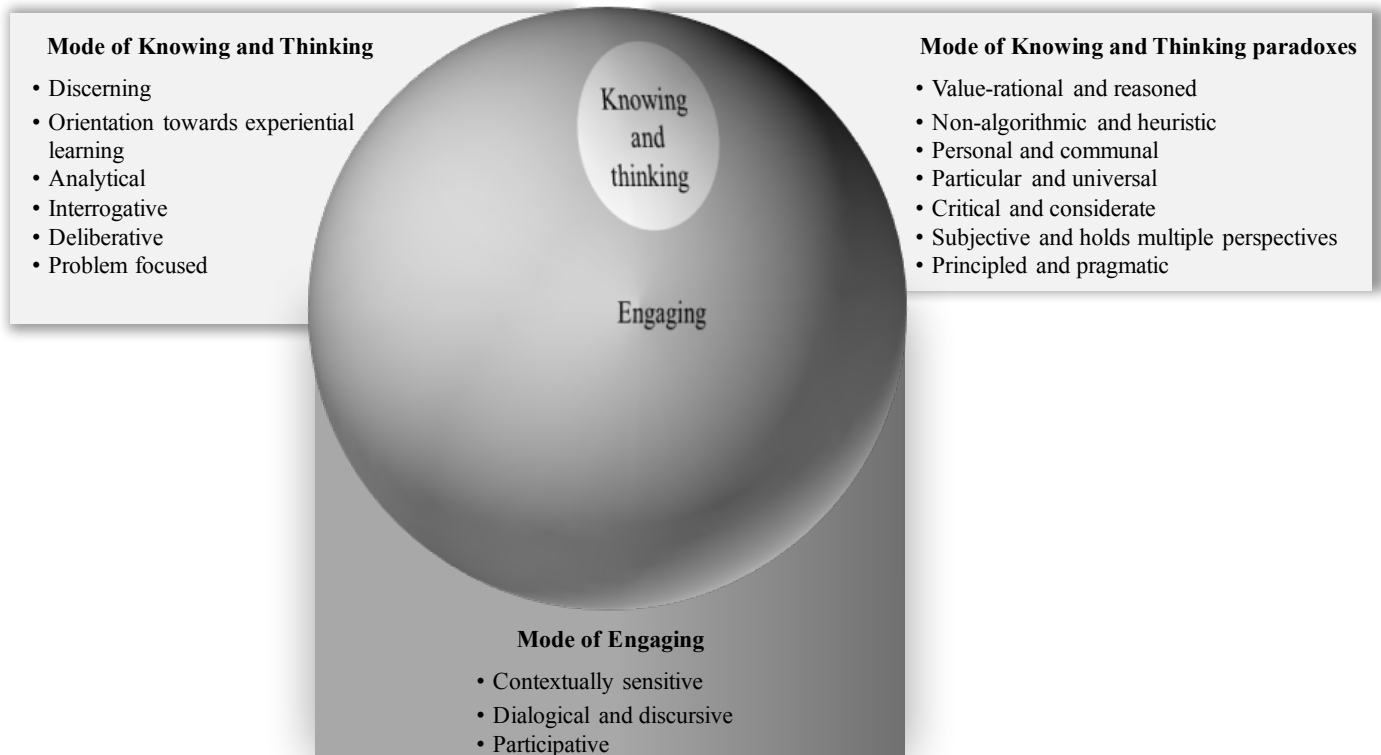 Mode of Knowing and Thinking
• Discerning
• Orientation towards experiential
learning
• Analytical
• Interrogative
• Deliberative
• Problem focused
Knowing
and
thinking
Engaging
Mode of Knowing and Thinking paradoxes
• Value-rational and reasoned
• Non-algorithmic and heuristic
• Personal and communal
• Particular and universal
• Critical and considerate
• Subjective and holds multiple perspectives
• Principled and pragmatic
Mode of Engaging
• Contextually sensitive
• Dialogical and discursive
• Participative